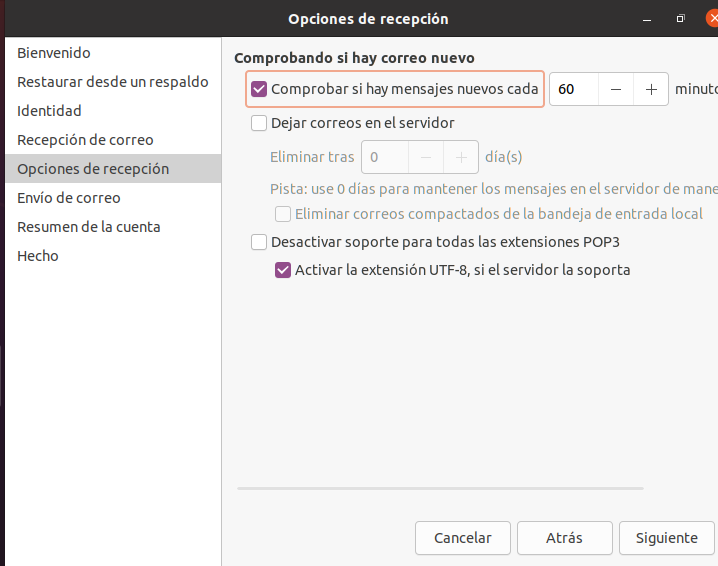 Opciones de recepción
Bienvenido
Restaurar desde un respaldo
Identidad
Recepción de correo
Opciones de recepción
Envío de correo
Resumen de la cuenta
Hecho
Comprobando si hay correo nuevo
Comprobar si hay mensajes nuevos cada 60 − + minuto
Dejar correos en el servidor
Eliminar tras 0 − + día(s)
Pista: use 0 días para mantener los mensajes en el servidor de mane
Eliminar correos compactados de la bandeja de entrada local
Desactivar soporte para todas las extensiones POP3
Activar la extensión UTF-8, si el servidor la soporta
Cancelar Atrás Siguiente